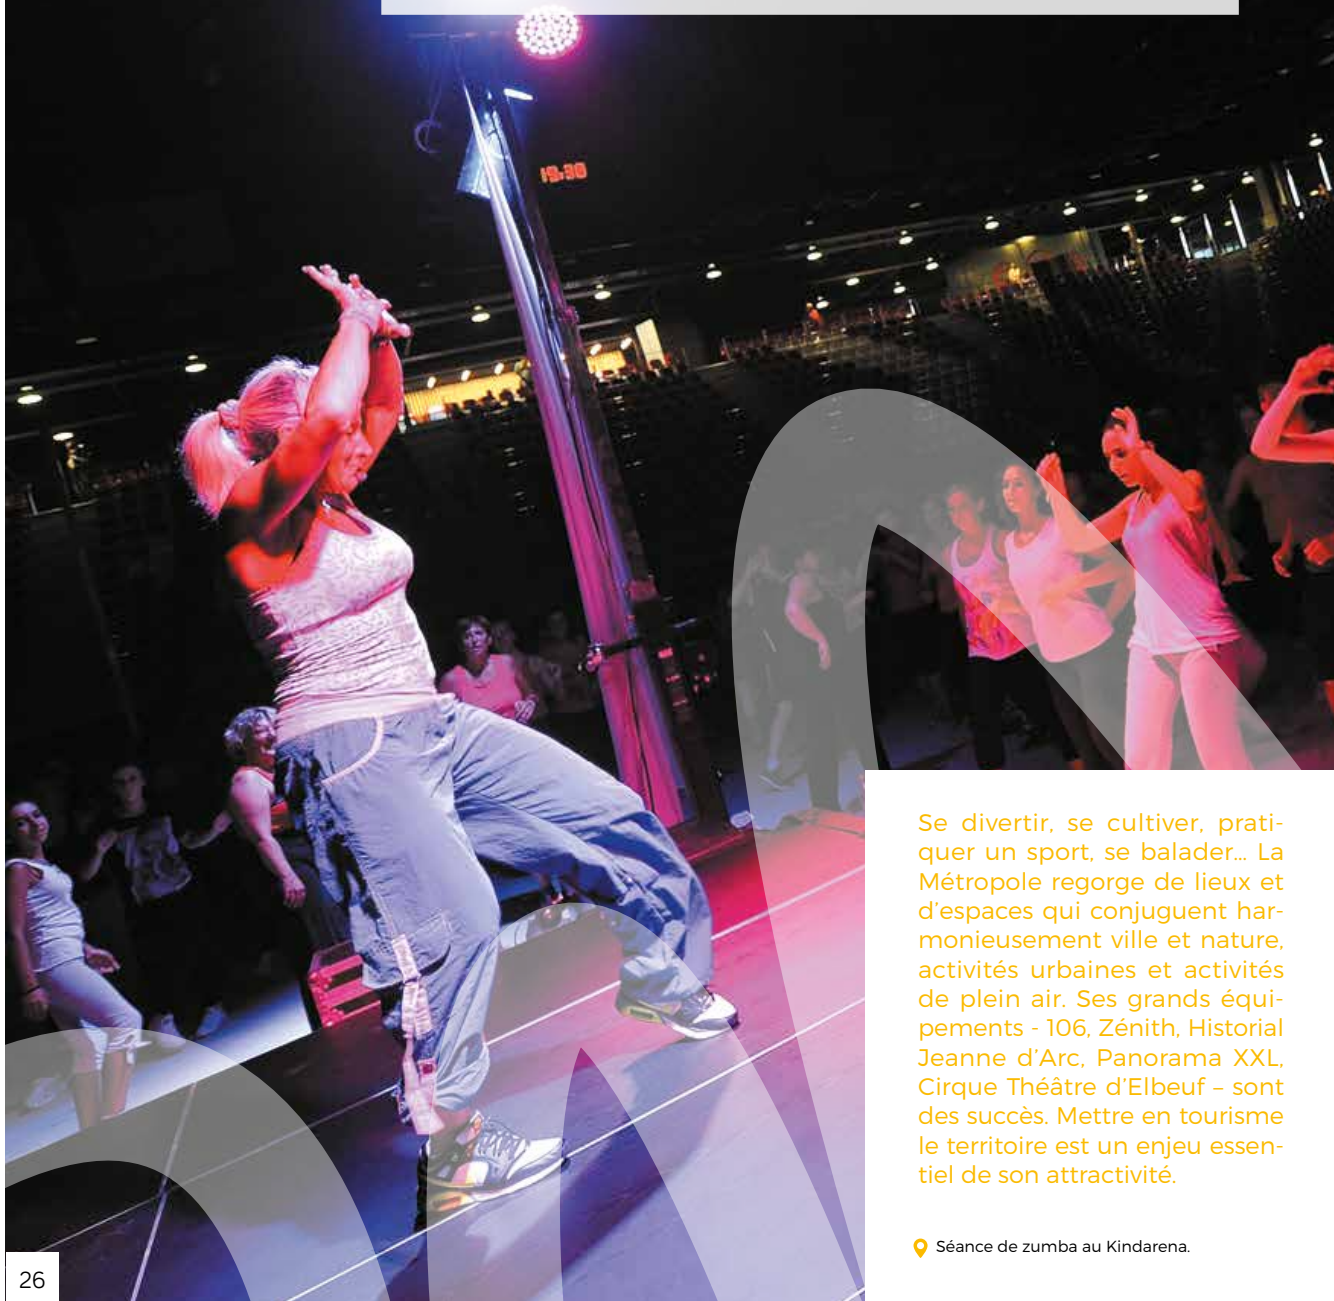 19:30
Se divertir, se cultiver, prati-
quer un sport, se balader... La
Métropole regorge de lieux et
d'espaces qui conjuguent har-
monieusement ville et nature,
activités urbaines et activités
de plein air. Ses grands équi-
pements - 106, Zénith, Historial
Jeanne d'Arc, Panorama XXL,
Cirque Théâtre d'Elbeuf – sont
des succès. Mettre en tourisme
le territoire est un enjeu essen-
tiel de son attractivité.
Séance de zumba au Kindarena.
26